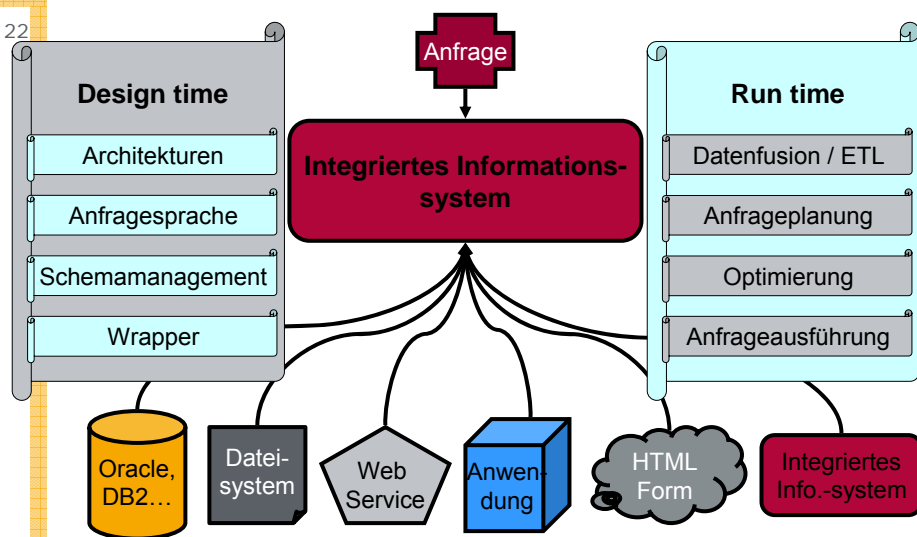 22
Anfrage
Design time
Architekturen
Anfragesprache
Schemamanagement
Wrapper
Integriertes Informations-
system
Run time
Datenfusion / ETL
Anfrageplanung
Optimierung
Anfrageausführung
Oracle,
DB2…
Datei-
system
Web
Service
Anwen-
dung
HTML
Form
Integriertes
Info.-system